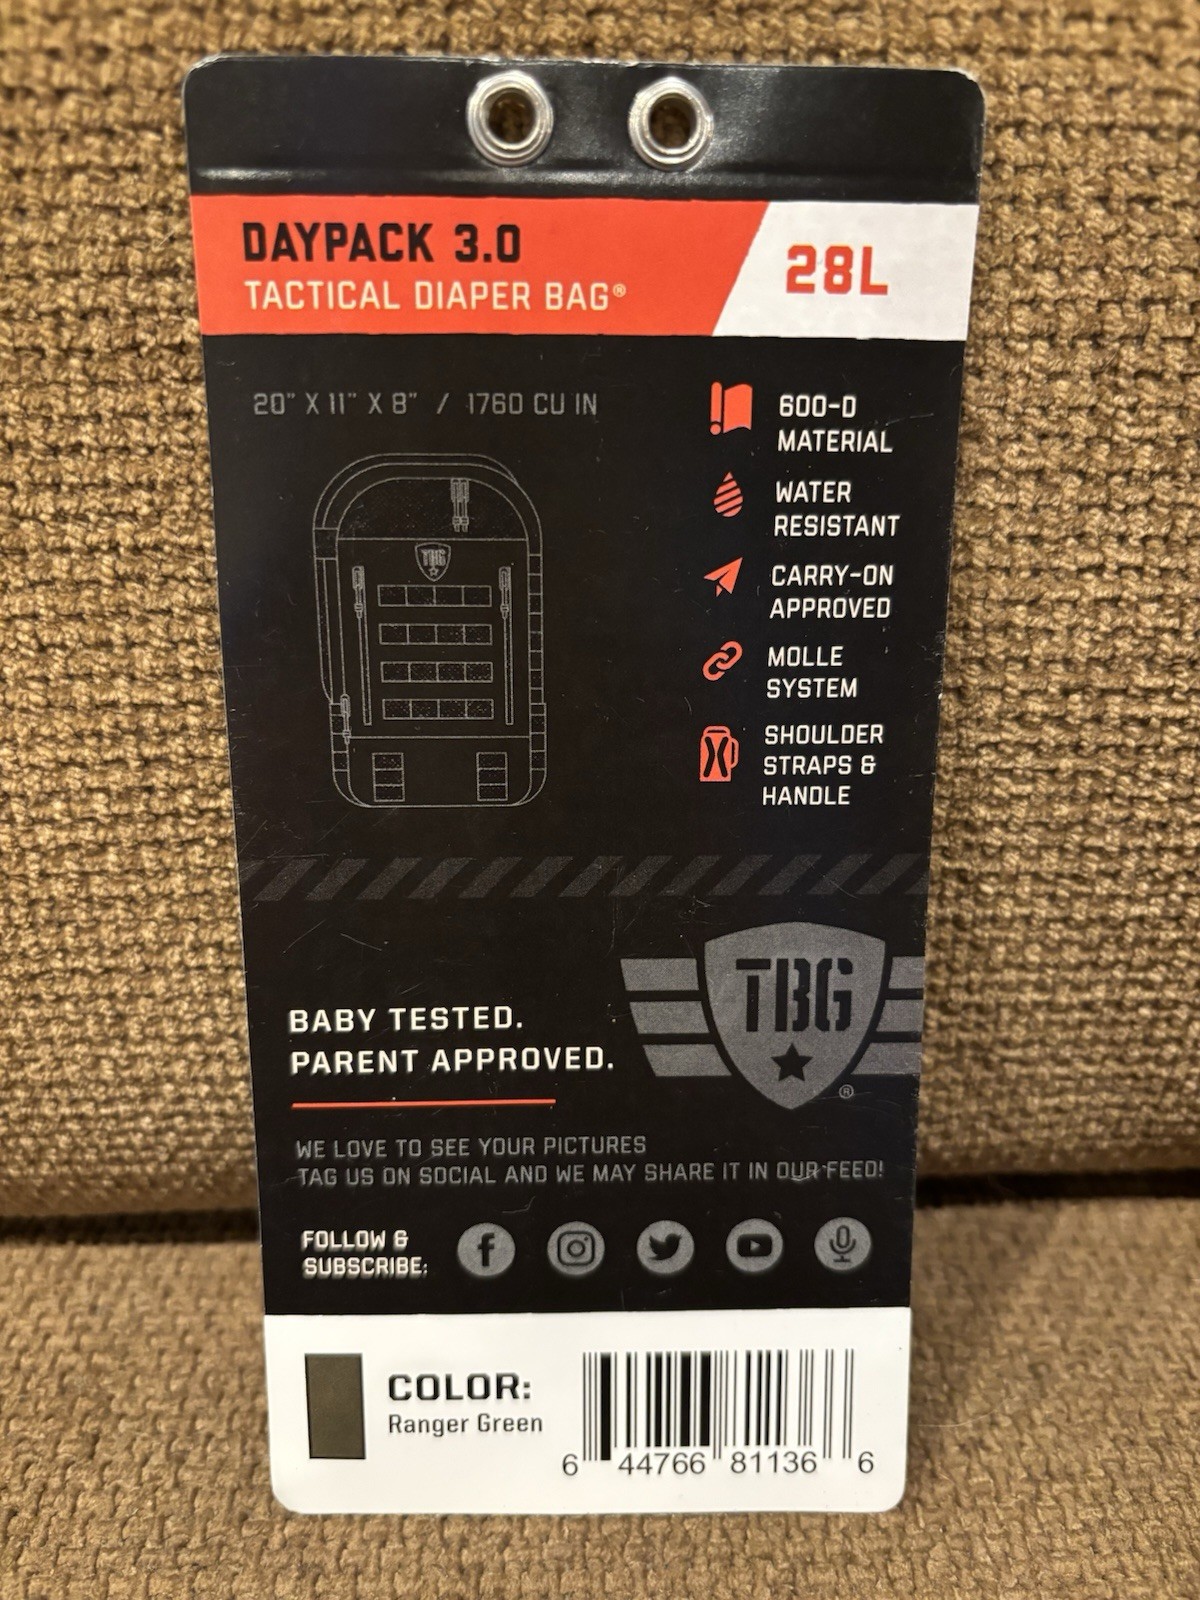 DAYPACK 3.0
TACTICAL DIAPER BAG®
28L
20" X 11" X 8" / 1760 CU IN
600-D
MATERIAL
WATER
RESISTANT
CARRY-ON
APPROVED
MOLLE
SYSTEM
SHOULDER
STRAPS &
HANDLE
TBG
TBG
®
BABY TESTED.
PARENT APPROVED.
WE LOVE TO SEE YOUR PICTURES
TAG US ON SOCIAL AND WE MAY SHARE IT IN OUR FEED!
FOLLOW &
SUBSCRIBE:
COLOR:
Ranger Green
6 44766 81136 6